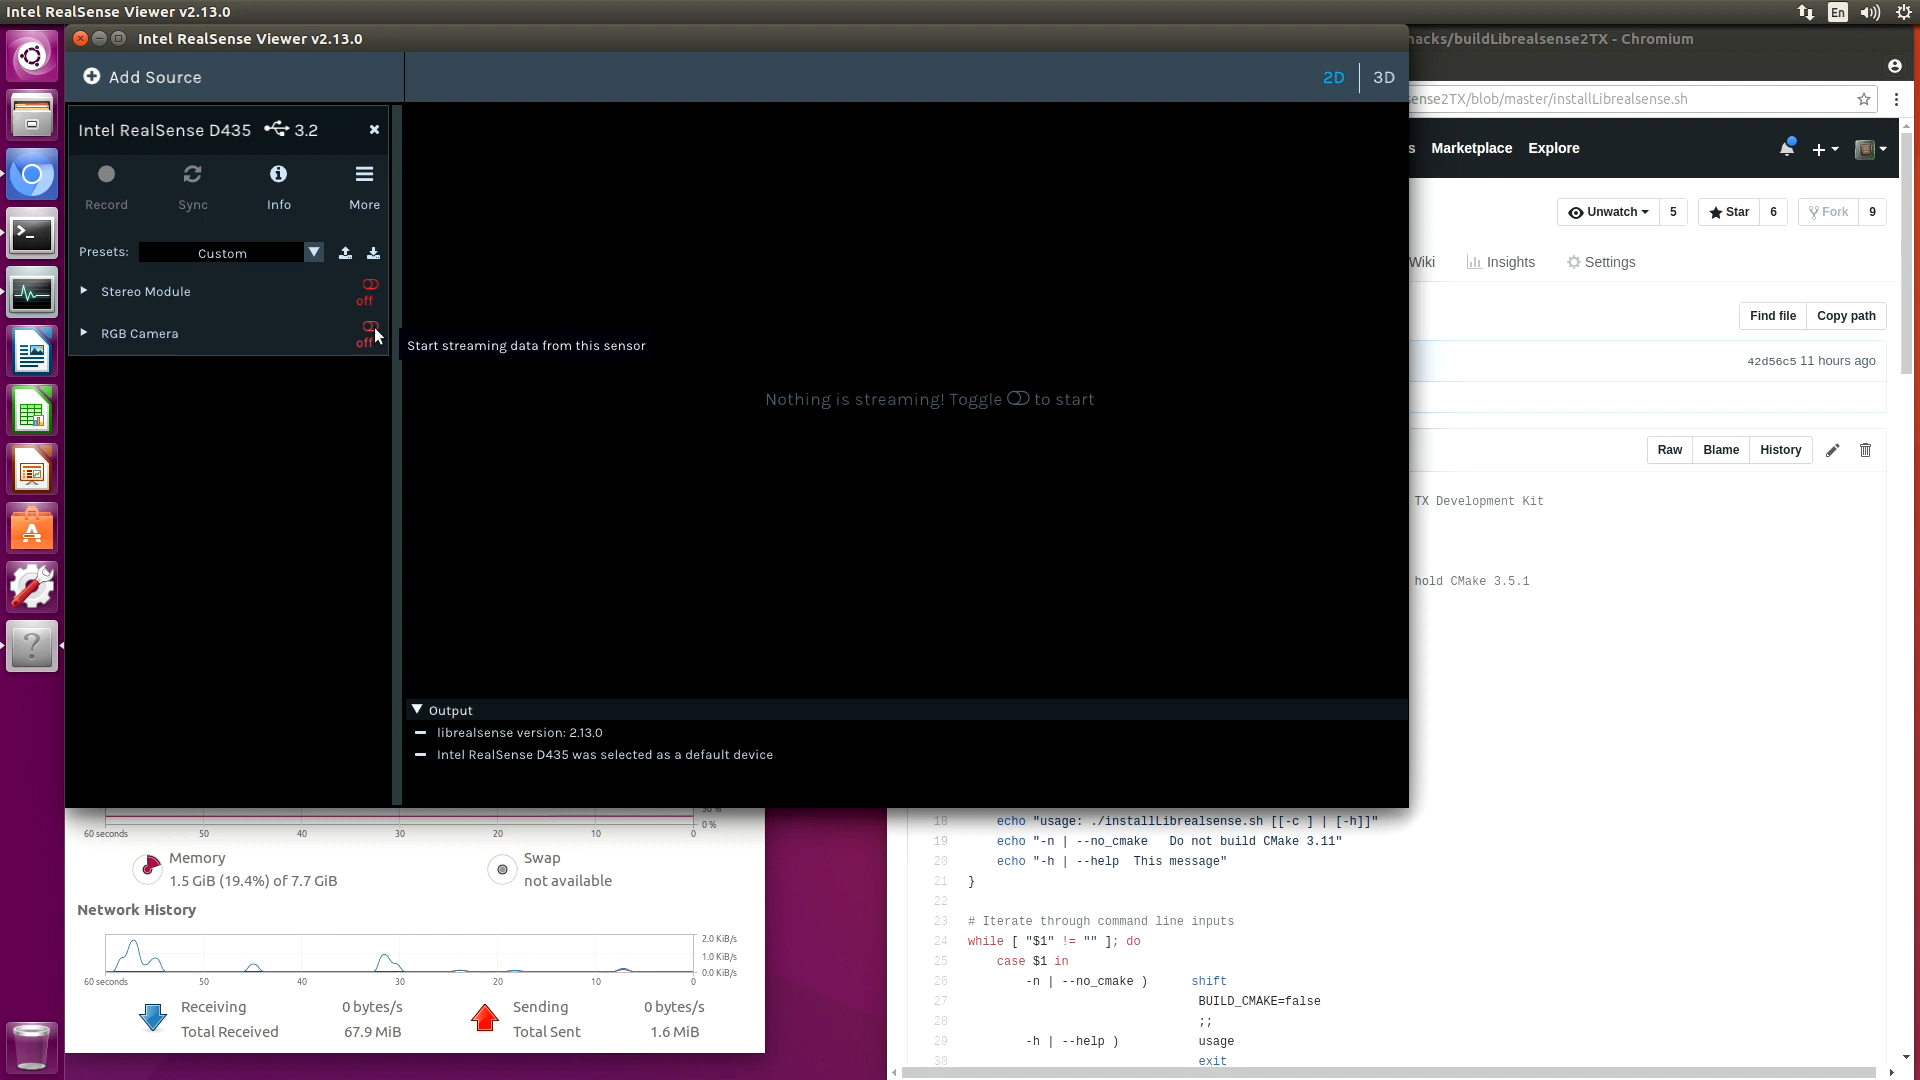 Intel RealSense Viewer v2.13.0
En
Intel RealSense Viewer v2.13.0
hacks/buildLibrealsense2TX - Chromium
Add Source
2D
3D
sense2TX/blob/master/installLibrealsense.sh
Intel RealSense D435
3.2
Marketplace
Explore
Record
Sync
Info
More
Unwatch
5
Star
6
Fork
9
Presets:
Custom
Wiki
Insights
Settings
Stereo Module
off
RGB Camera
off
Start streaming data from this sensor
Find file
Copy path
42d56c5 11 hours ago
Nothing is streaming! Toggle to start
Raw
Blame
History
TX Development Kit
hold CMake 3.5.1
Output
librealsense version: 2.13.0
Intel RealSense D435 was selected as a default device
50 %
0 %
60 seconds
50
40
30
20
10
0
Memory
1.5 GiB (19.4%) of 7.7 GiB
Swap
not available
Network History
2.0 KiB/s
1.0 KiB/s
0.0 KiB/s
60 seconds
50
40
30
20
10
0
Receiving
0 bytes/s
Total Received
67.9 MiB
Sending
0 bytes/s
Total Sent
1.6 MiB
18 echo "usage: ./installLibrealsense.sh [[-c ] | [-h]]"
19 echo "-n | --no_cmake   Do not build CMake 3.11"
20 echo "-h | --help  This message"
21 }
22
23 # Iterate through command line inputs
24 while [ "$1" != "" ]; do
25 case $1 in
26 -n | --no_cmake ) shift
27 BUILD_CMAKE=false
28 ;;
29 -h | --help ) usage
30 exit